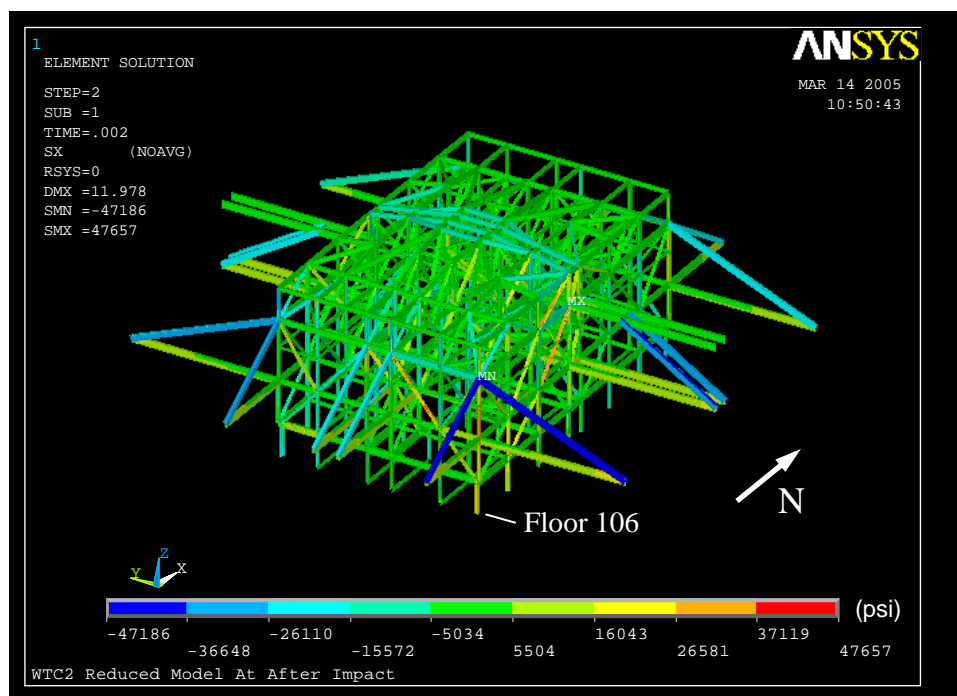 1
ANSYS
ELEMENT SOLUTION
MAR 14 2005
10:50:43
STEP=2
SUB =1
TIME=.002
SX (NOAVG)
RSYS=0
DMX =11.978
SMN =-47186
SMX =47657
MX
MN
N
Floor 106
Z
Y X
(psi)
-47186 -26110 -5034 16043 37119
-36648 -15572 5504 26581 47657
WTC2 Reduced Model At After Impact